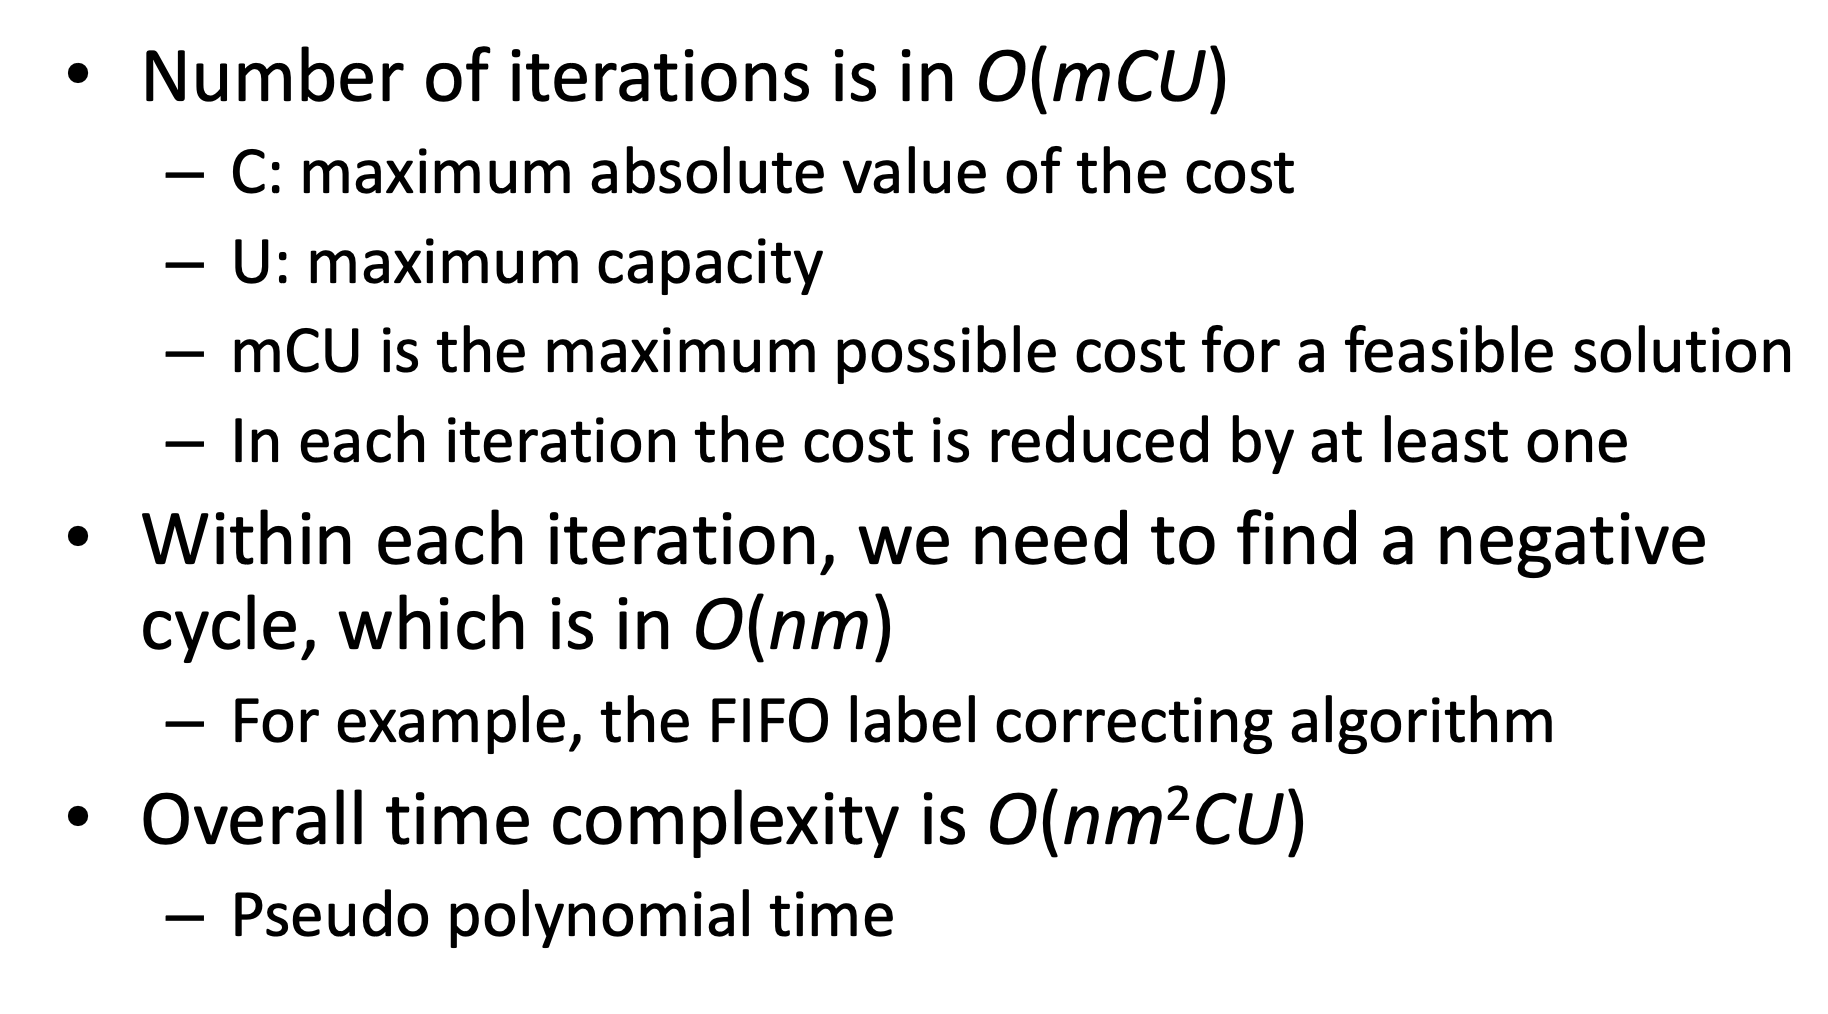 • Number of iterations is in O(mCU)
– C: maximum absolute value of the cost
– U: maximum capacity
– mCU is the maximum possible cost for a feasible solution
– In each iteration the cost is reduced by at least one
• Within each iteration, we need to find a negative
cycle, which is in O(nm)
– For example, the FIFO label correcting algorithm
• Overall time complexity is O(nm²CU)
– Pseudo polynomial time